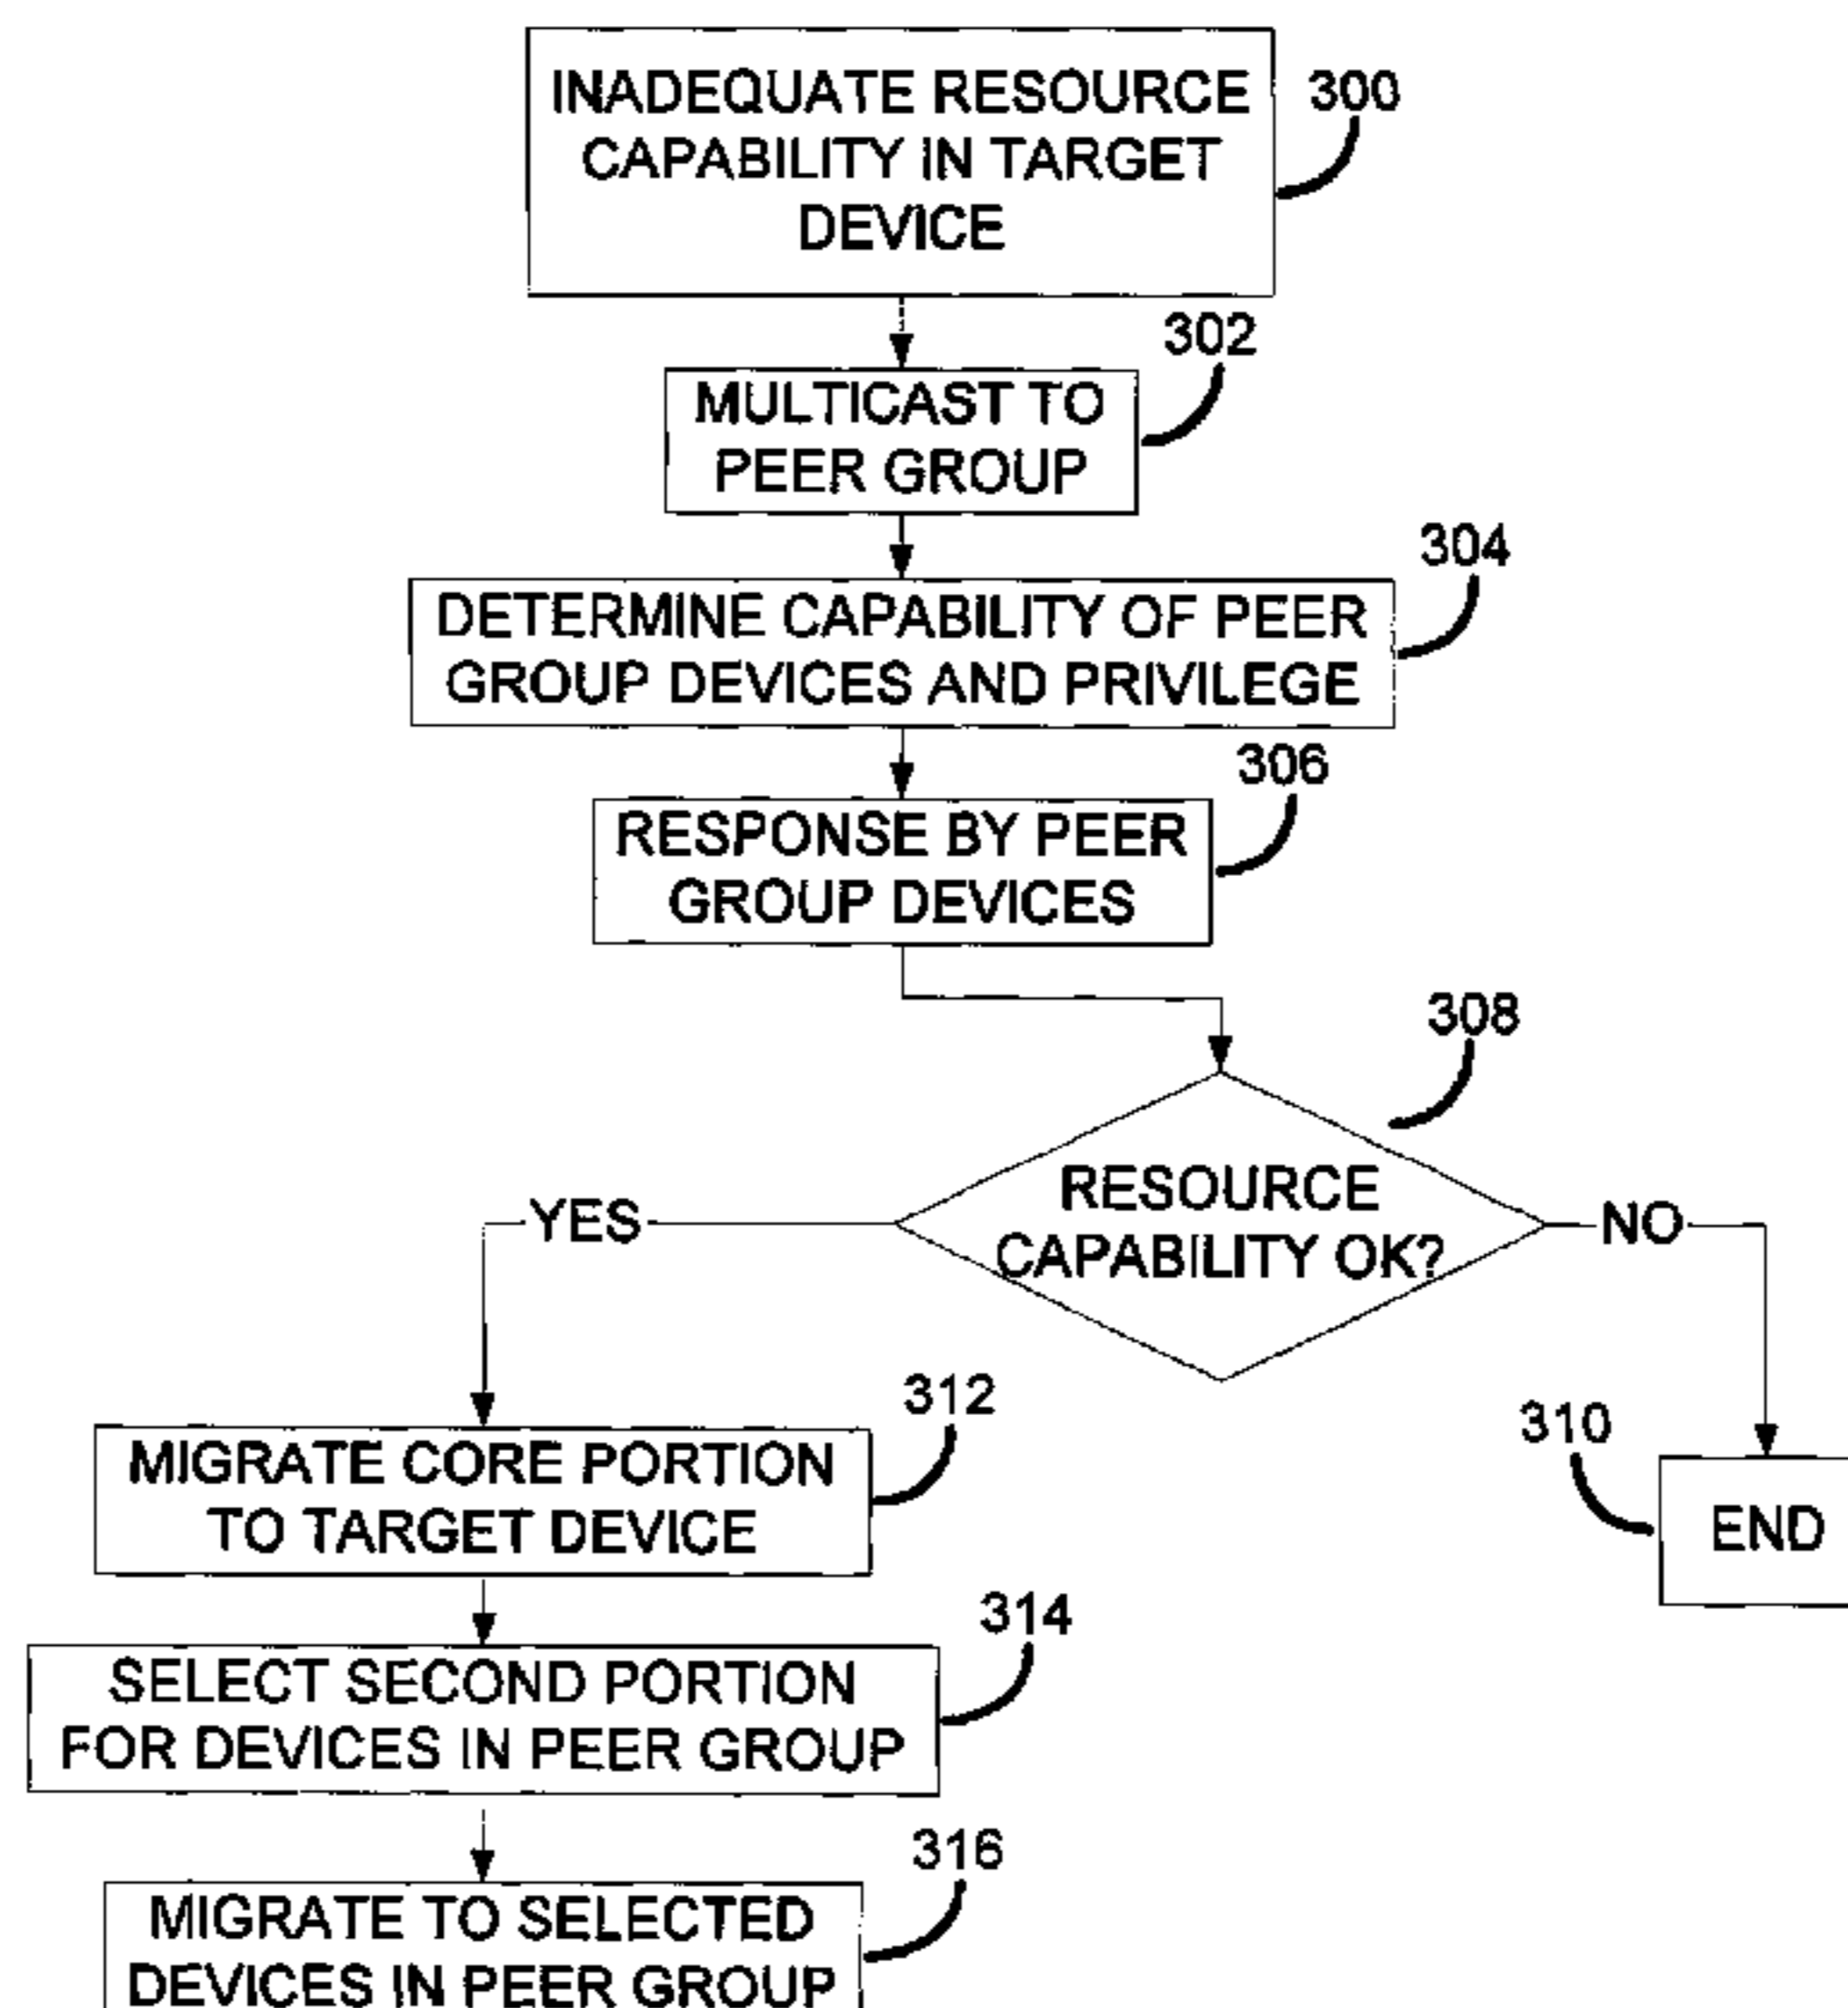 INADEQUATE RESOURCE
CAPABILITY IN TARGET
DEVICE
300
302
MULTICAST TO
PEER GROUP
304
DETERMINE CAPABILITY OF PEER
GROUP DEVICES AND PRIVILEGE
306
RESPONSE BY PEER
GROUP DEVICES
308
RESOURCE
CAPABILITY OK?
YES
NO
312
MIGRATE CORE PORTION
TO TARGET DEVICE
310
END
314
SELECT SECOND PORTION
FOR DEVICES IN PEER GROUP
316
MIGRATE TO SELECTED
DEVICES IN PEER GROUP